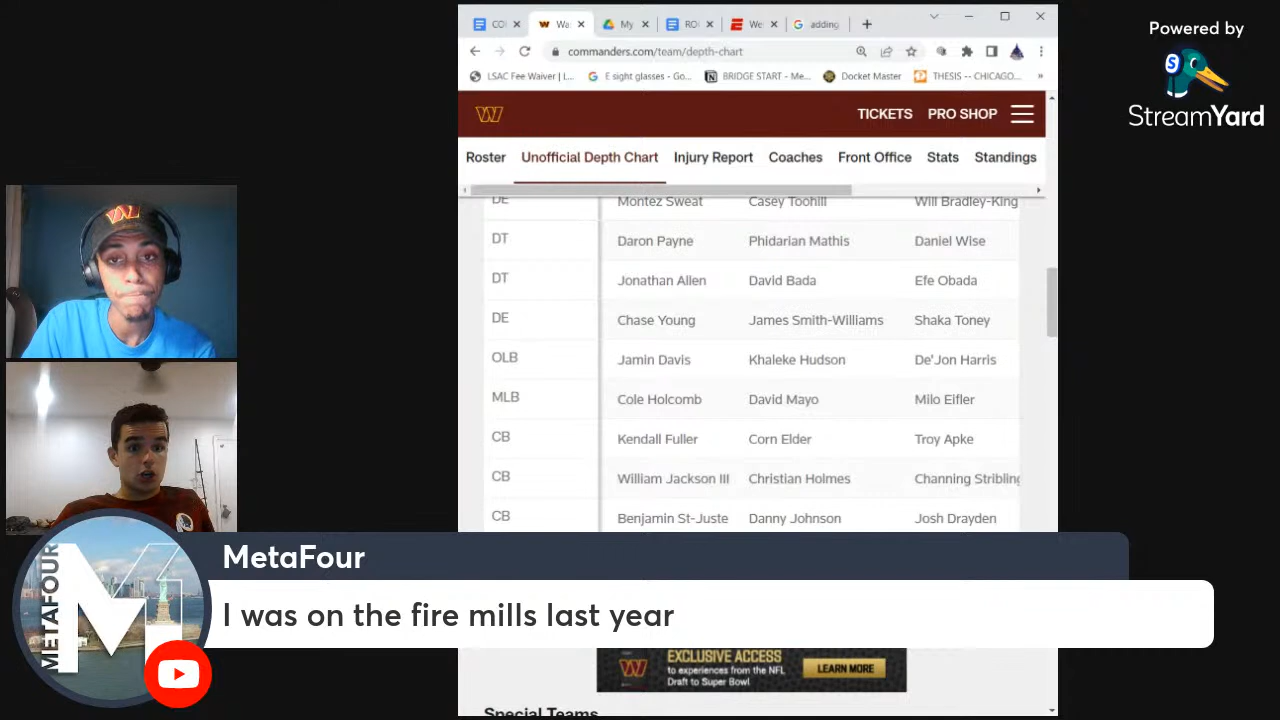 Powered by
StreamYard
CO
Wa
My
RO
We
adding
commanders.com/team/depth-chart
LSAC Fee Waiver | L...
E sight glasses - Go...
BRIDGE START - Me...
Docket Master
THESIS -- CHICAGO...
»
W
TICKETS
PRO SHOP
Roster
Unofficial Depth Chart
Injury Report
Coaches
Front Office
Stats
Standings
DE Montez Sweat Casey Toohill Will Bradley-King
DT Daron Payne Phidarian Mathis Daniel Wise
DT Jonathan Allen David Bada Efe Obada
DE Chase Young James Smith-Williams Shaka Toney
OLB Jamin Davis Khaleke Hudson De'Jon Harris
MLB Cole Holcomb David Mayo Milo Eifler
CB Kendall Fuller Corn Elder Troy Apke
CB William Jackson III Christian Holmes Channing Stribling
CB Benjamin St-Juste Danny Johnson Josh Drayden
METAFOUR
M
MetaFour
I was on the fire mills last year
EXCLUSIVE ACCESS
to experiences from the NFL
Draft to Super Bowl
LEARN MORE
Special Teams